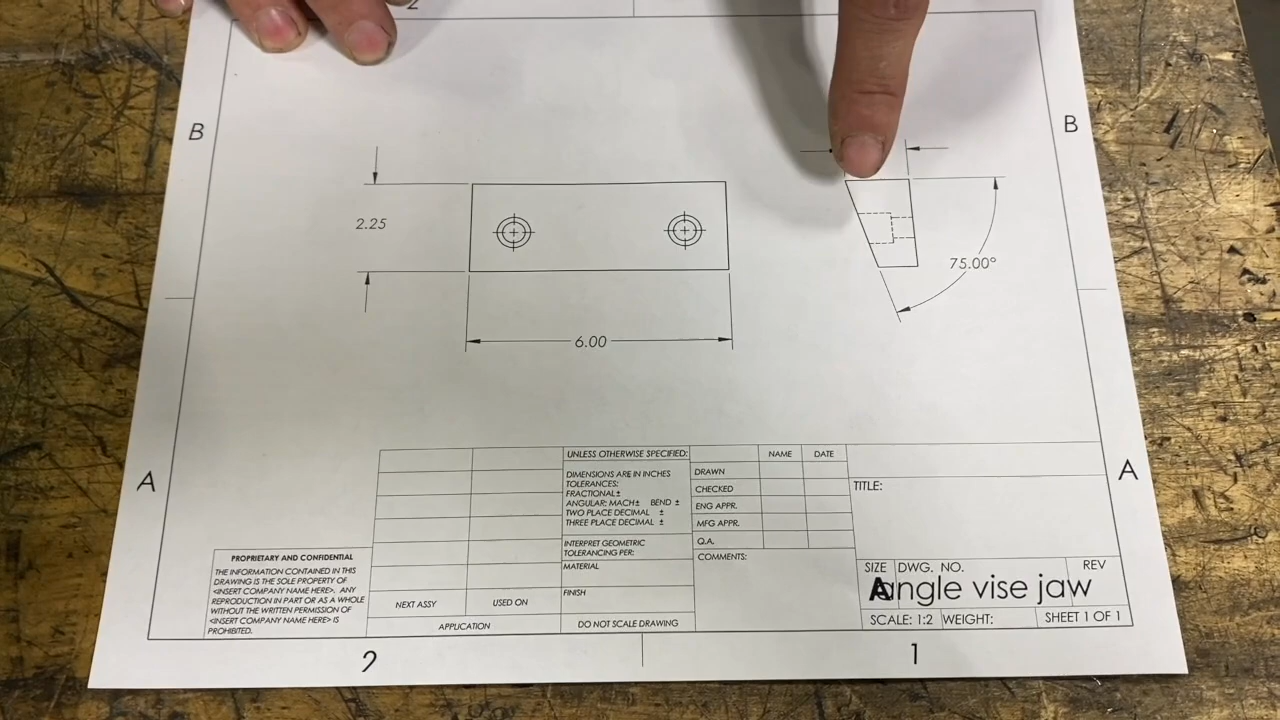 2
B
B
2.25
75.00°
6.00
A
A
UNLESS OTHERWISE SPECIFIED:
DIMENSIONS ARE IN INCHES
TOLERANCES:
FRACTIONAL ±
ANGULAR: MACH ± BEND ±
TWO PLACE DECIMAL ±
THREE PLACE DECIMAL ±
INTERPRET GEOMETRIC
TOLERANCING PER:
MATERIAL
FINISH
DO NOT SCALE DRAWING
NAME DATE
DRAWN
CHECKED
ENG APPR.
MFG APPR.
Q.A.
COMMENTS:
TITLE:
SIZE DWG. NO. REV
A angle vise jaw
SCALE: 1:2 WEIGHT: SHEET 1 OF 1
PROPRIETARY AND CONFIDENTIAL
THE INFORMATION CONTAINED IN THIS
DRAWING IS THE SOLE PROPERTY OF
<INSERT COMPANY NAME HERE>. ANY
REPRODUCTION IN PART OR AS A WHOLE
WITHOUT THE WRITTEN PERMISSION OF
<INSERT COMPANY NAME HERE> IS
PROHIBITED.
NEXT ASSY USED ON
APPLICATION
2
1